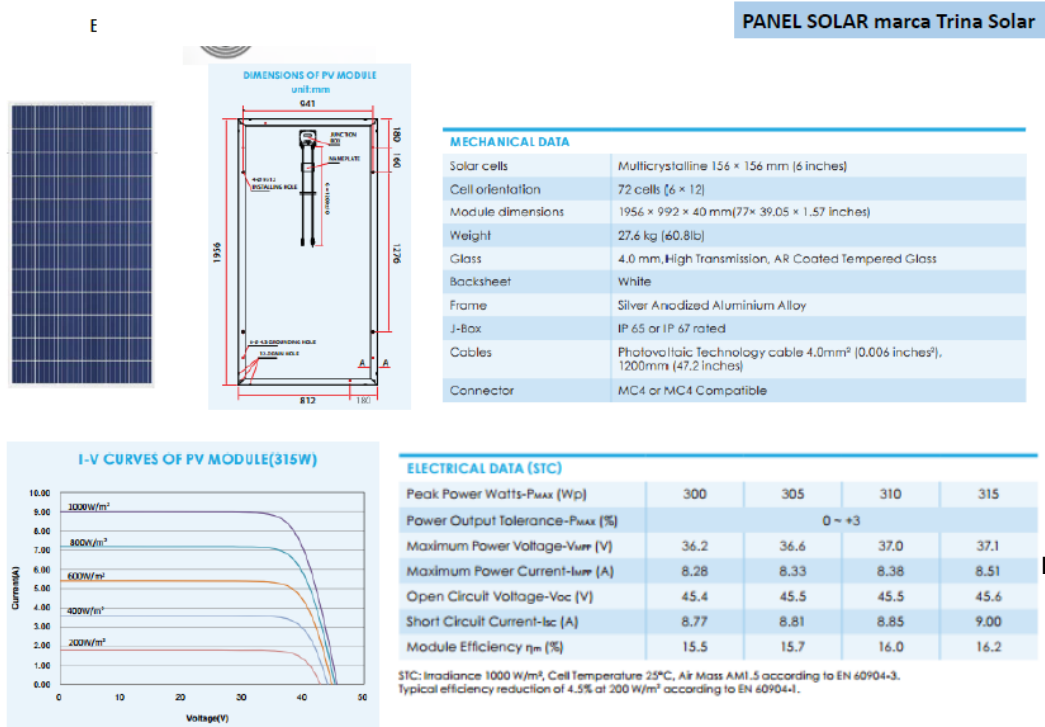 E
PANEL SOLAR marca Trina Solar
DIMENSIONS OF PV MODULE
unit:mm
941
JUNCTION
BOX
NAMEPLATE
INSTALLING HOLE
180
160
1956
1276
GROUNDING HOLE
DRAIN HOLE
A A
812 180
MECHANICAL DATA
Solar cells Multicrystalline 156 × 156 mm (6 inches)
Cell orientation 72 cells (6 × 12)
Module dimensions 1956 × 992 × 40 mm(77× 39.05 × 1.57 inches)
Weight 27.6 kg (60.8lb)
Glass 4.0 mm, High Transmission, AR Coated Tempered Glass
Backsheet White
Frame Silver Anodized Aluminium Alloy
J-Box IP 65 or IP 67 rated
Cables Photovoltaic Technology cable 4.0mm² (0.006 inches²),
1200mm (47.2 inches)
Connector MC4 or MC4 Compatible
I-V CURVES OF PV MODULE(315W)
Current(A)
10.00
9.00
8.00
7.00
6.00
5.00
4.00
3.00
2.00
1.00
0.00
1000W/m²
800W/m²
600W/m²
400W/m²
200W/m²
0 10 20 30 40 50
Voltage(V)
ELECTRICAL DATA (STC)
Peak Power Watts-PMAX (Wp) 300 305 310 315
Power Output Tolerance-PMAX (%) 0 ~ +3
Maximum Power Voltage-VMPP (V) 36.2 36.6 37.0 37.1
Maximum Power Current-IMPP (A) 8.28 8.33 8.38 8.51
Open Circuit Voltage-VOC (V) 45.4 45.5 45.5 45.6
Short Circuit Current-ISC (A) 8.77 8.81 8.85 9.00
Module Efficiency ηm (%) 15.5 15.7 16.0 16.2
STC: Irradiance 1000 W/m², Cell Temperature 25°C, Air Mass AM1.5 according to EN 60904-3.
Typical efficiency reduction of 4.5% at 200 W/m² according to EN 60904-1.